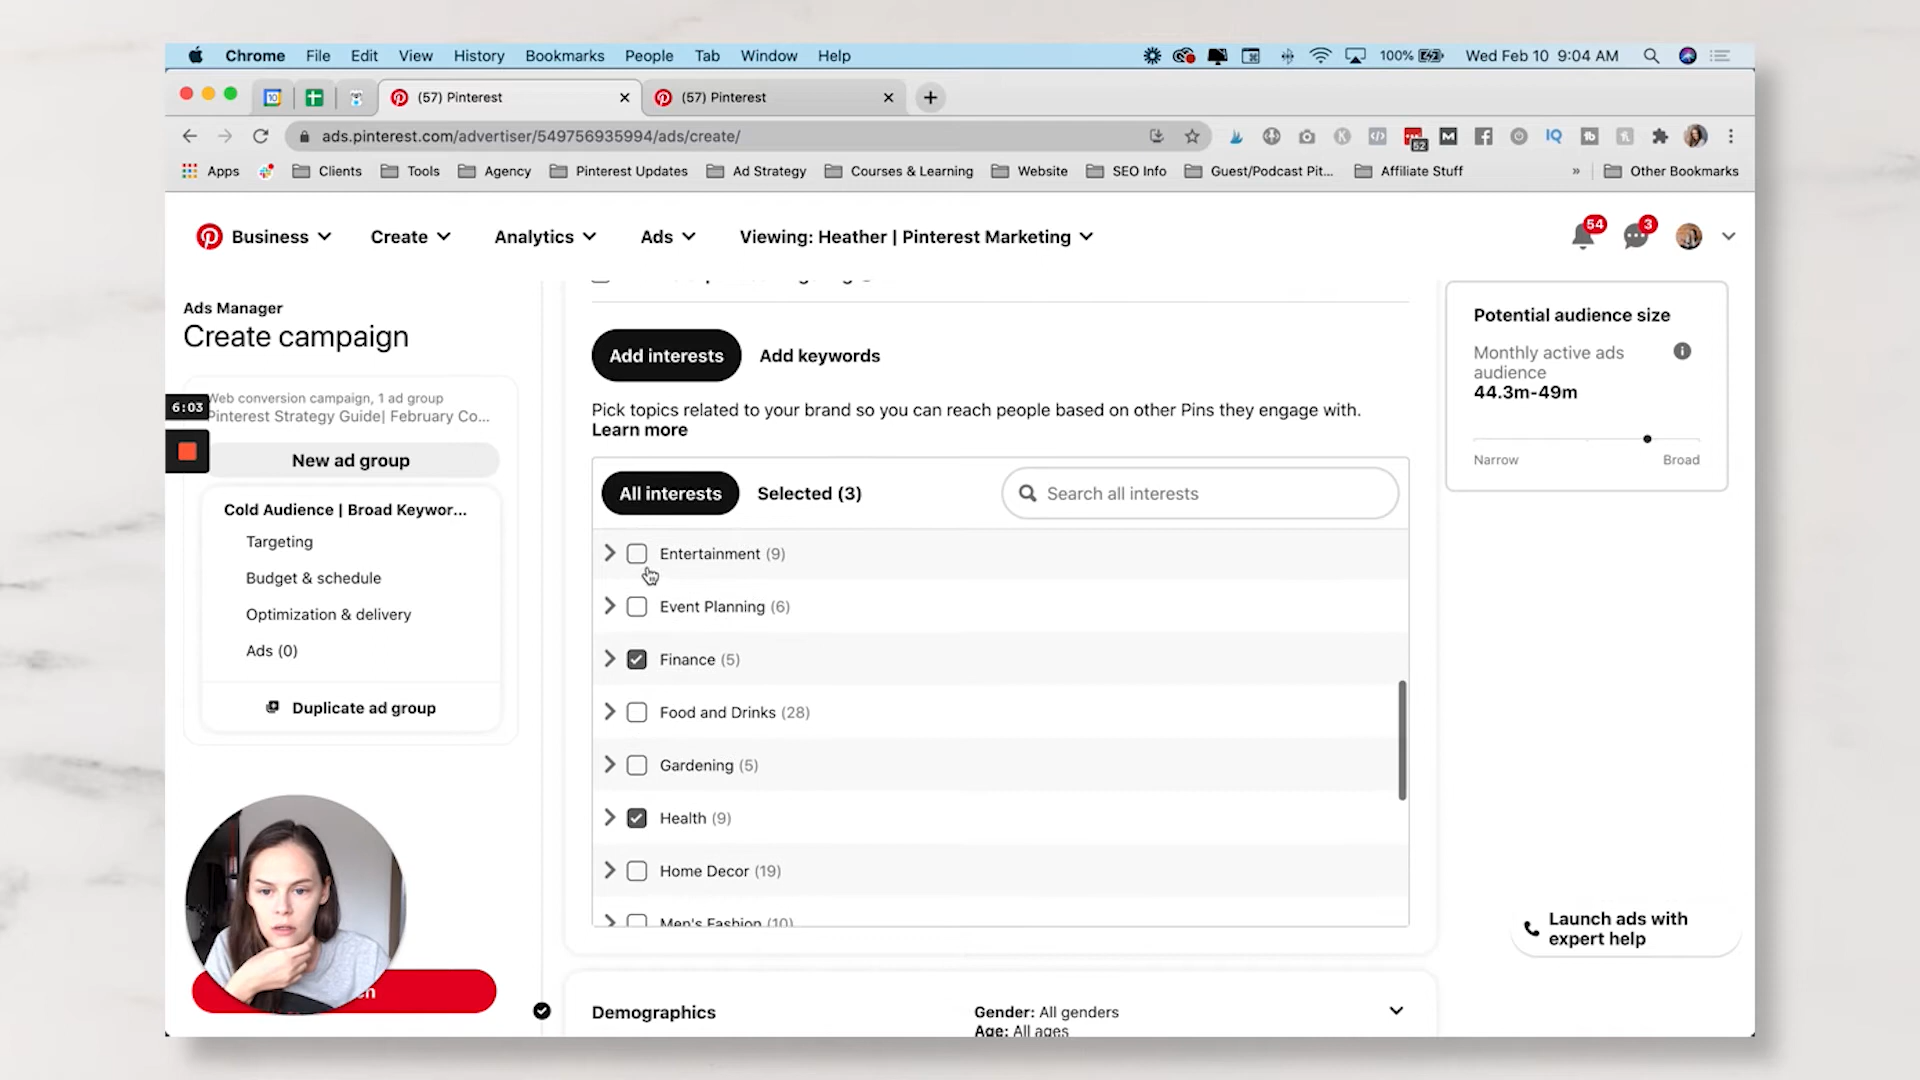 Chrome File Edit View History Bookmarks People Tab Window Help 100% Wed Feb 10 9:04 AM
(57) Pinterest (57) Pinterest
ads.pinterest.com/advertiser/549756935994/ads/create/
Apps Clients Tools Agency Pinterest Updates Ad Strategy Courses & Learning Website SEO Info Guest/Podcast Pit... Affiliate Stuff » Other Bookmarks
Business Create Analytics Ads Viewing: Heather | Pinterest Marketing 54 3
Ads Manager
Create campaign
Web conversion campaign, 1 ad group
Pinterest Strategy Guide| February Co...
6:03
New ad group
Cold Audience | Broad Keywor...
Targeting
Budget & schedule
Optimization & delivery
Ads (0)
Duplicate ad group
Add interests Add keywords
Pick topics related to your brand so you can reach people based on other Pins they engage with.
Learn more
All interests Selected (3) Search all interests
Entertainment (9)
Event Planning (6)
Finance (5)
Food and Drinks (28)
Gardening (5)
Health (9)
Home Decor (19)
Men's Fashion (10)
Demographics Gender: All genders
Age: All ages
Potential audience size
Monthly active ads
audience
44.3m-49m
Narrow Broad
Launch ads with
expert help